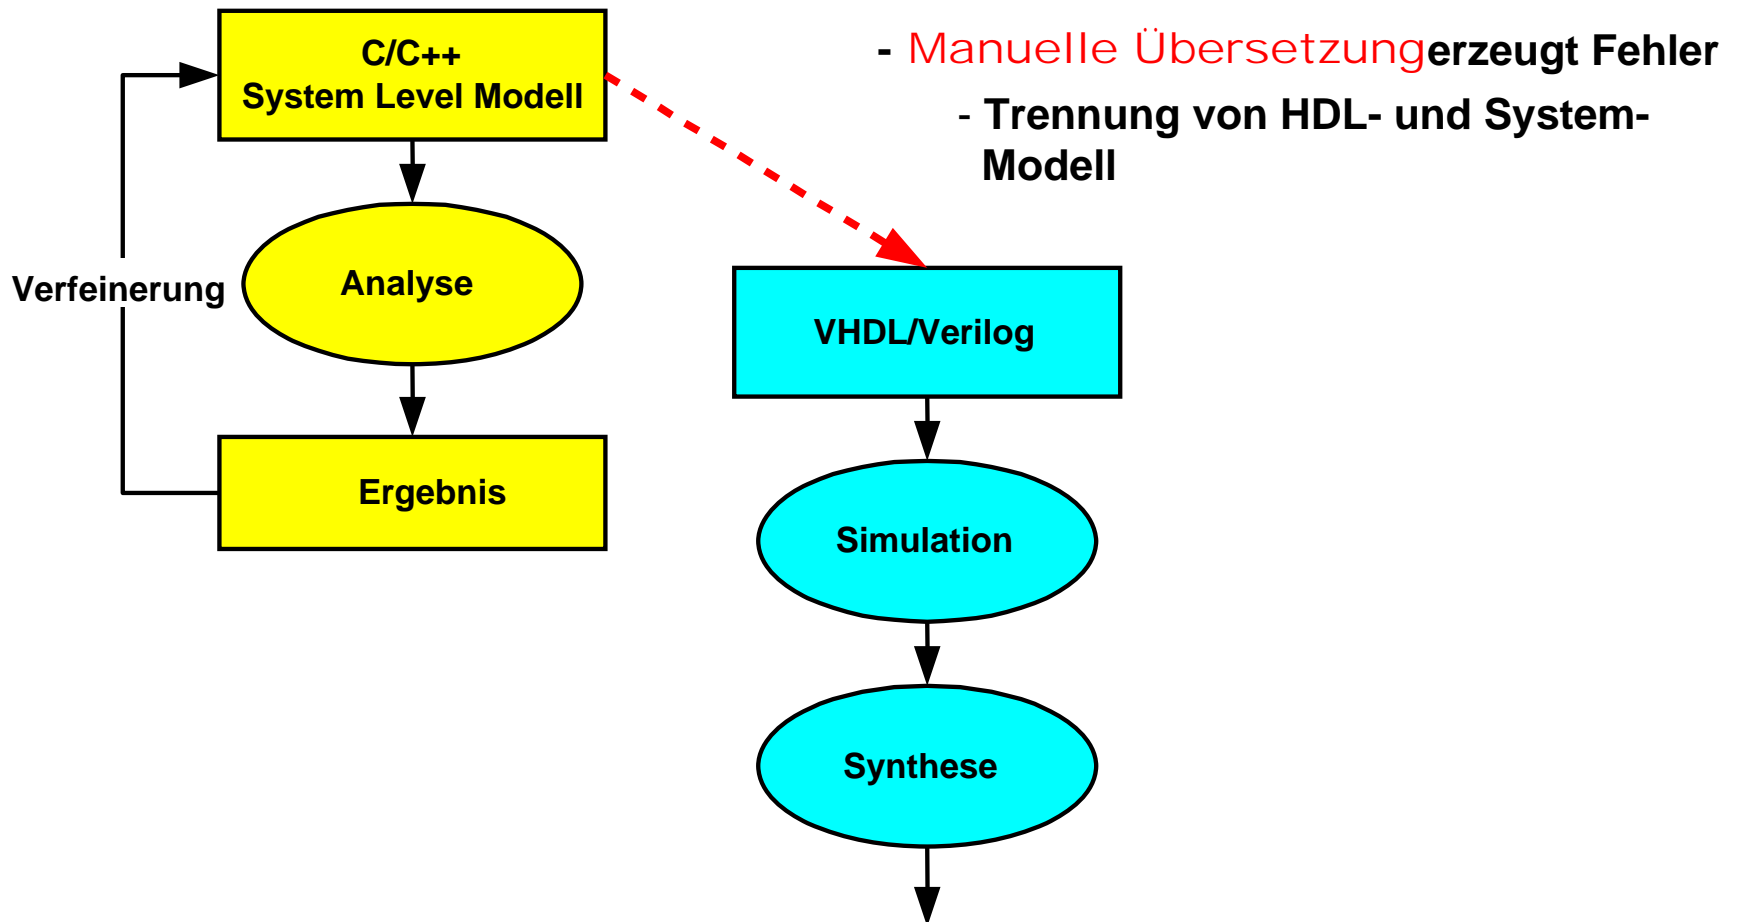 - Manuelle Übersetzungerzeugt Fehler
- Trennung von HDL- und System-
Modell
C/C++
System Level Modell
Verfeinerung
Analyse
Ergebnis
VHDL/Verilog
Simulation
Synthese